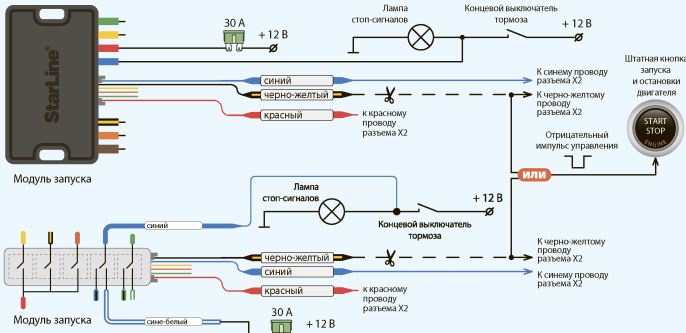 StarLine®
Модуль запуска
30 А
+ 12 В
Лампа
стоп-сигналов
Концевой выключатель
тормоза
+ 12 В
синий
черно-желтый
красный
к красному
проводу
разъема Х2
К синему проводу
разъема Х2
К черно-желтому
проводу
разъема Х2
Штатная кнопка
запуска
и остановки
двигателя
START
STOP
ENGINE
Отрицательный
импульс управления
или
синий
Лампа
стоп-сигналов
+ 12 В
Концевой выключатель
тормоза
черно-желтый
синий
красный
к красному
проводу
разъема Х2
К черно-желтому
проводу
разъема Х2
К синему проводу
разъема Х2
Модуль запуска
сине-белый
30 А
+ 12 В